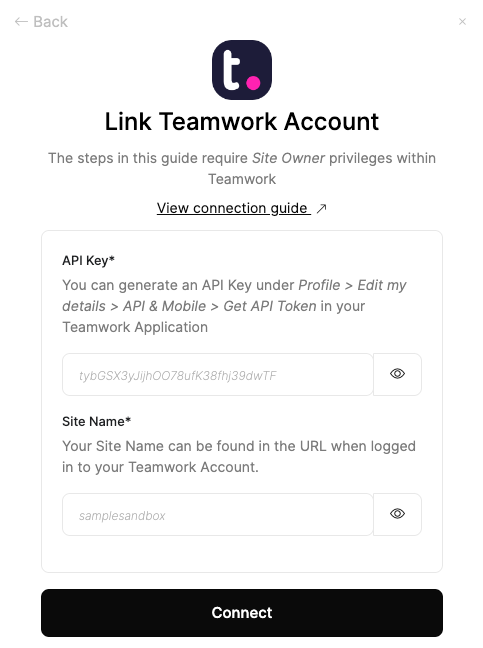 ← Back
×
t.
Link Teamwork Account
The steps in this guide require Site Owner privileges within
Teamwork
View connection guide ↗
API Key*
You can generate an API Key under Profile > Edit my
details > API & Mobile > Get API Token in your
Teamwork Application
tybGSX3yJijhOO78ufK38fhj39dwTF
Site Name*
Your Site Name can be found in the URL when logged
in to your Teamwork Account.
samplesandbox
Connect